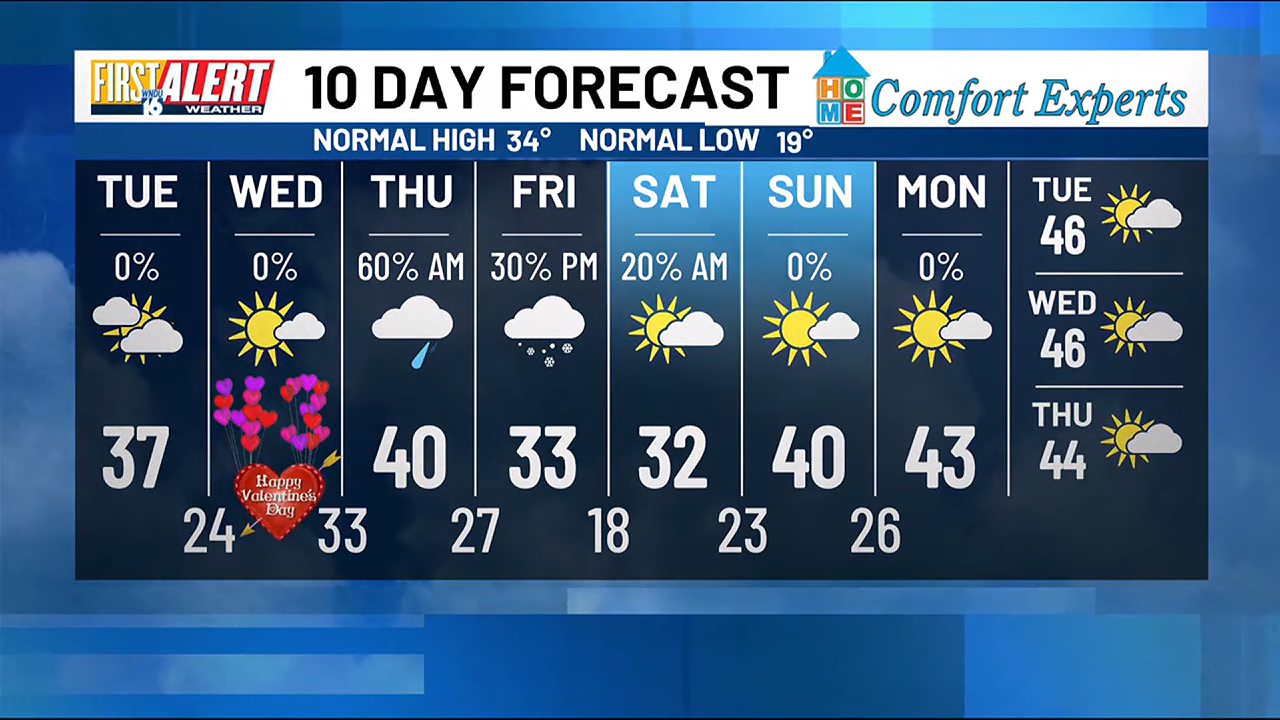 FIRST ALERT
WNDU
16
WEATHER
10 DAY FORECAST
HOME
Comfort Experts
NORMAL HIGH 34° NORMAL LOW 19°
TUE WED THU FRI SAT SUN MON
0% 0% 60% AM 30% PM 20% AM 0% 0%
37 40 33 32 40 43
Happy
Valentine's
Day
24 33 27 18 23 26
TUE
46
WED
46
THU
44